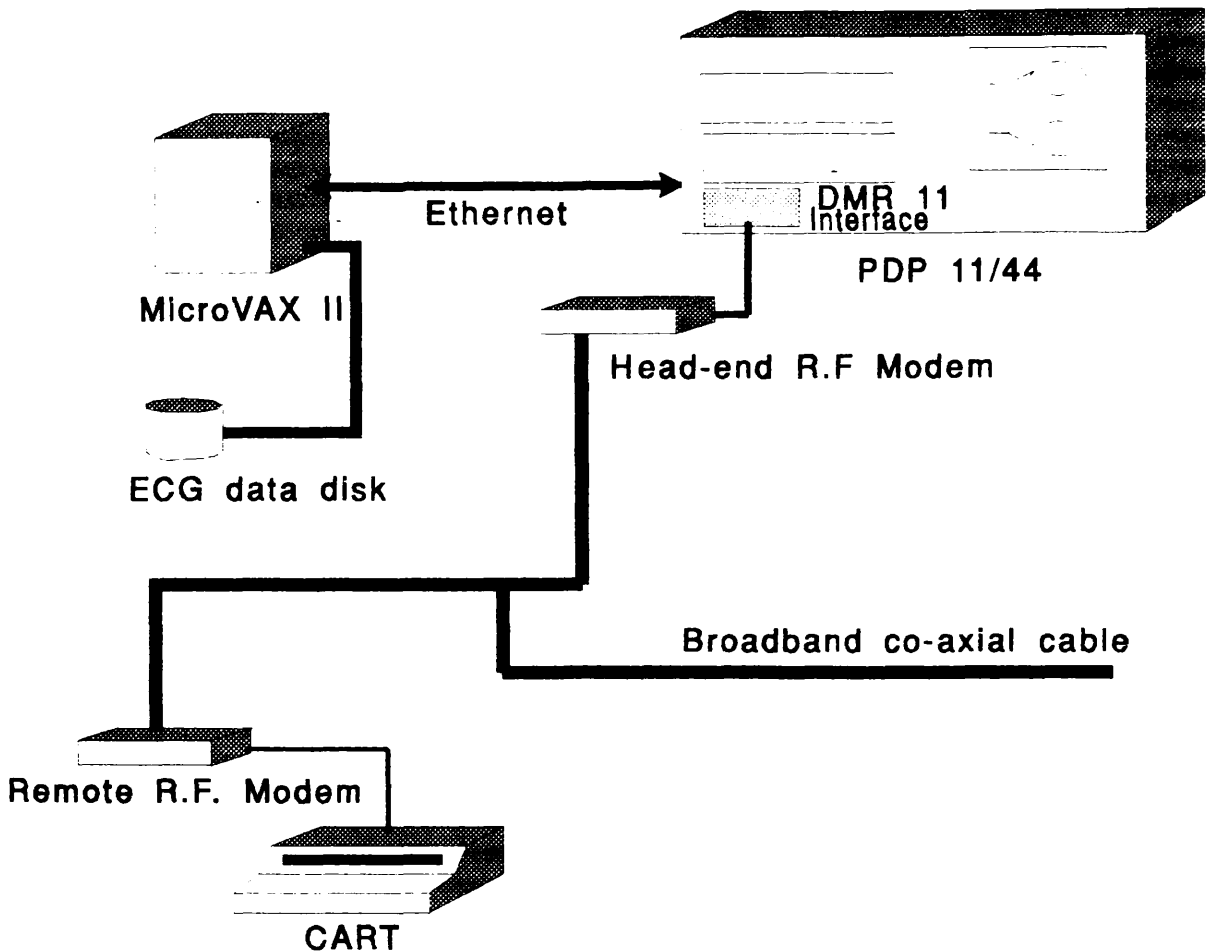 DMR 11
Interface
Ethernet
PDP 11/44
MicroVAX II
Head-end R.F Modem
ECG data disk
Broadband co-axial cable
Remote R.F. Modem
CART